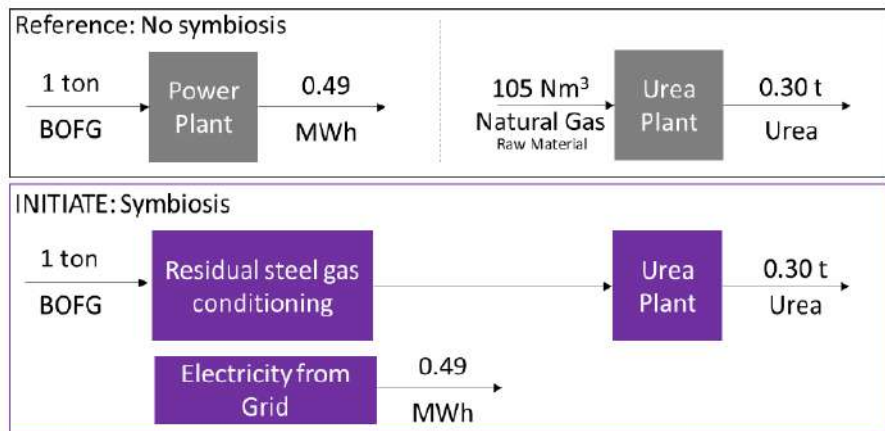 Reference: No symbiosis
1 ton
BOFG
Power
Plant
0.49
MWh
105 Nm³
Natural Gas
Raw Material
Urea
Plant
0.30 t
Urea
INITIATE: Symbiosis
1 ton
BOFG
Residual steel gas
conditioning
Urea
Plant
0.30 t
Urea
Electricity from
Grid
0.49
MWh